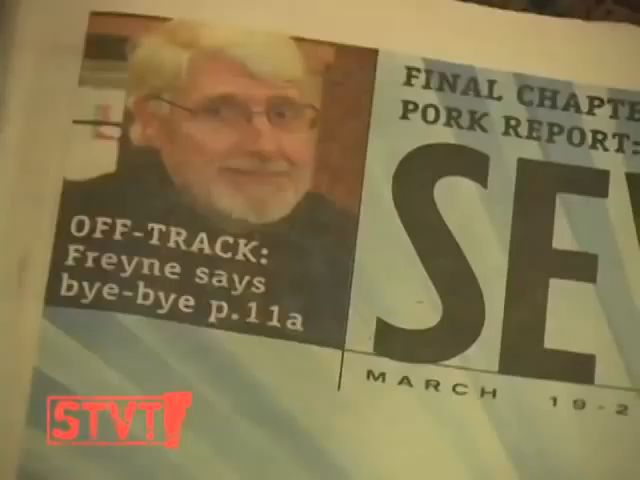 FINAL CHAPTE
PORK REPORT:
SE
OFF-TRACK:
Freyne says
bye-bye p.11a
MARCH 19-2
STVT